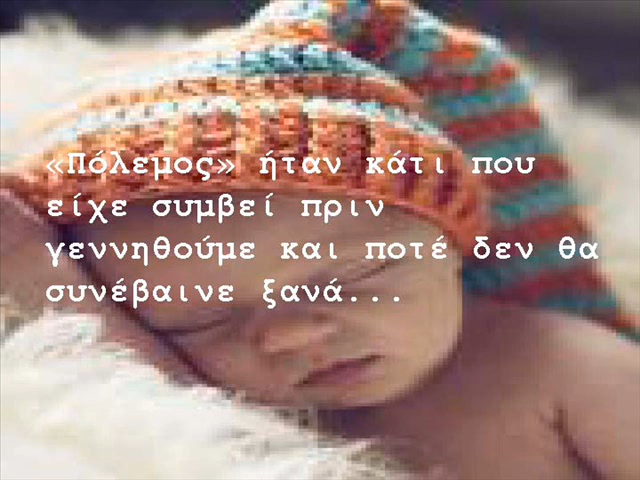 «Πόλεμος» ήταν κάτι που
είχε συμβεί πριν
γεννηθούμε και ποτέ δεν θα
συνέβαινε ξανά...